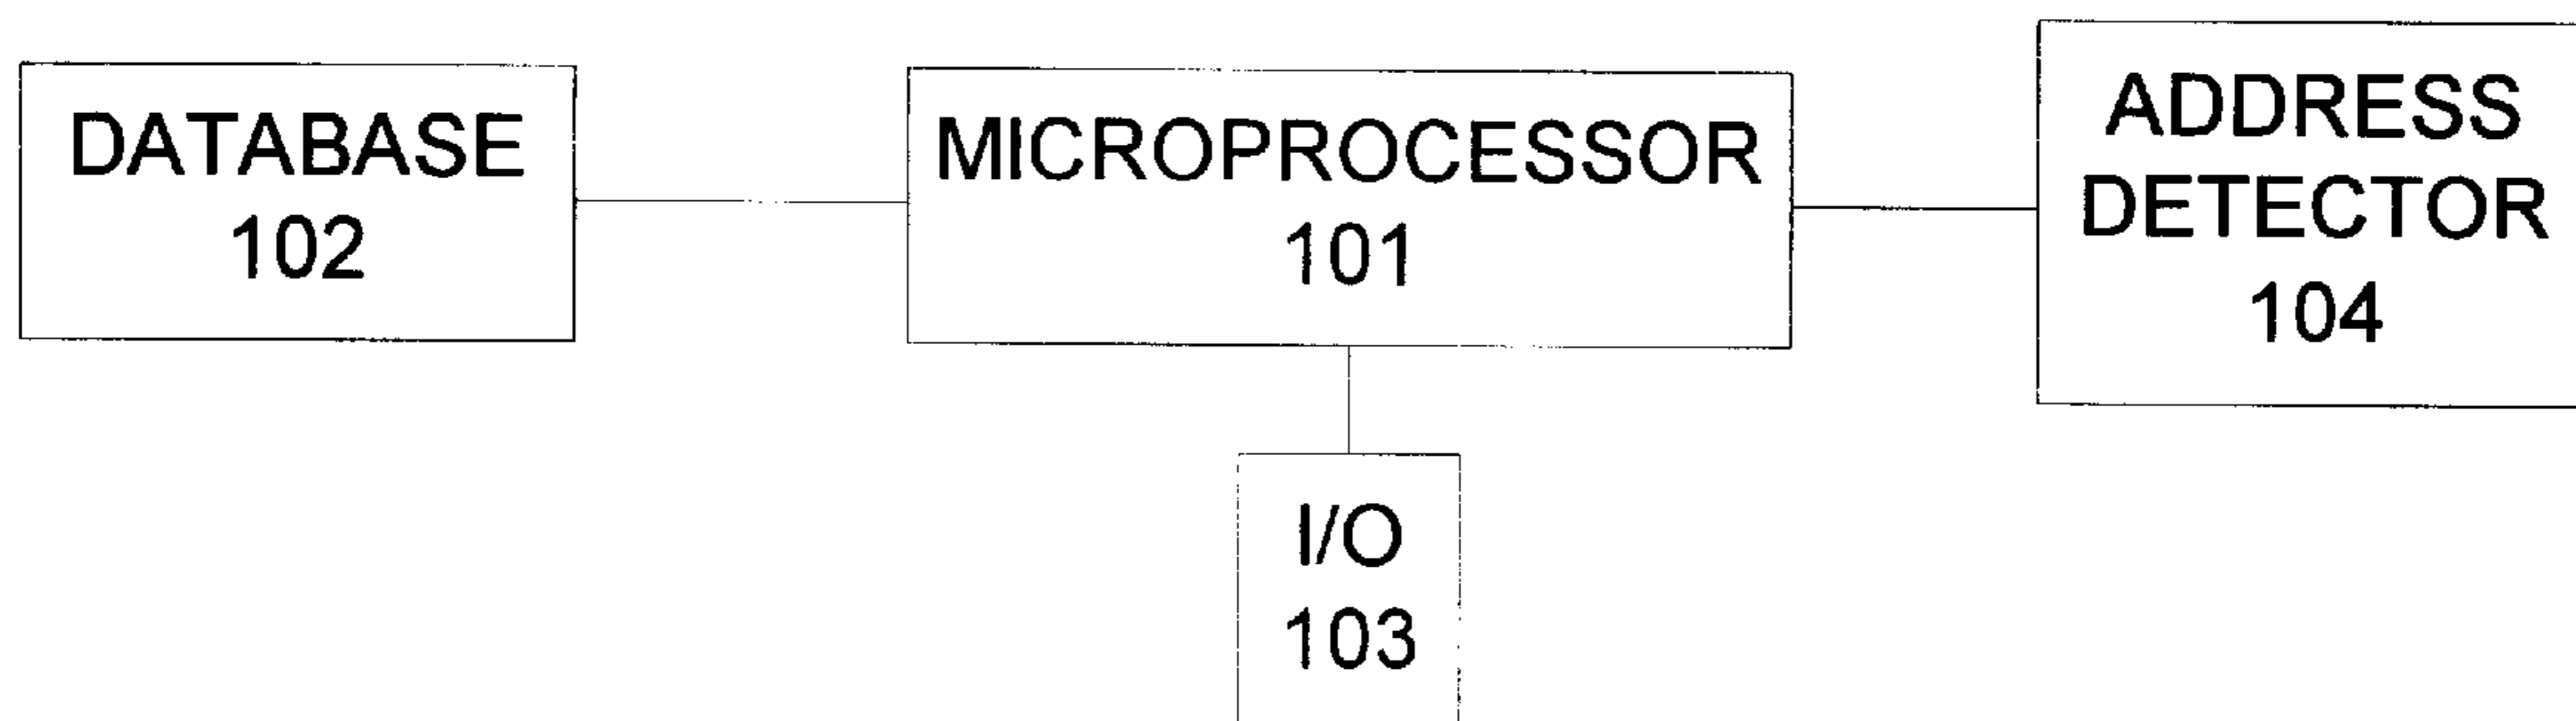 DATABASE
102
MICROPROCESSOR
101
ADDRESS
DETECTOR
104
I/O
103